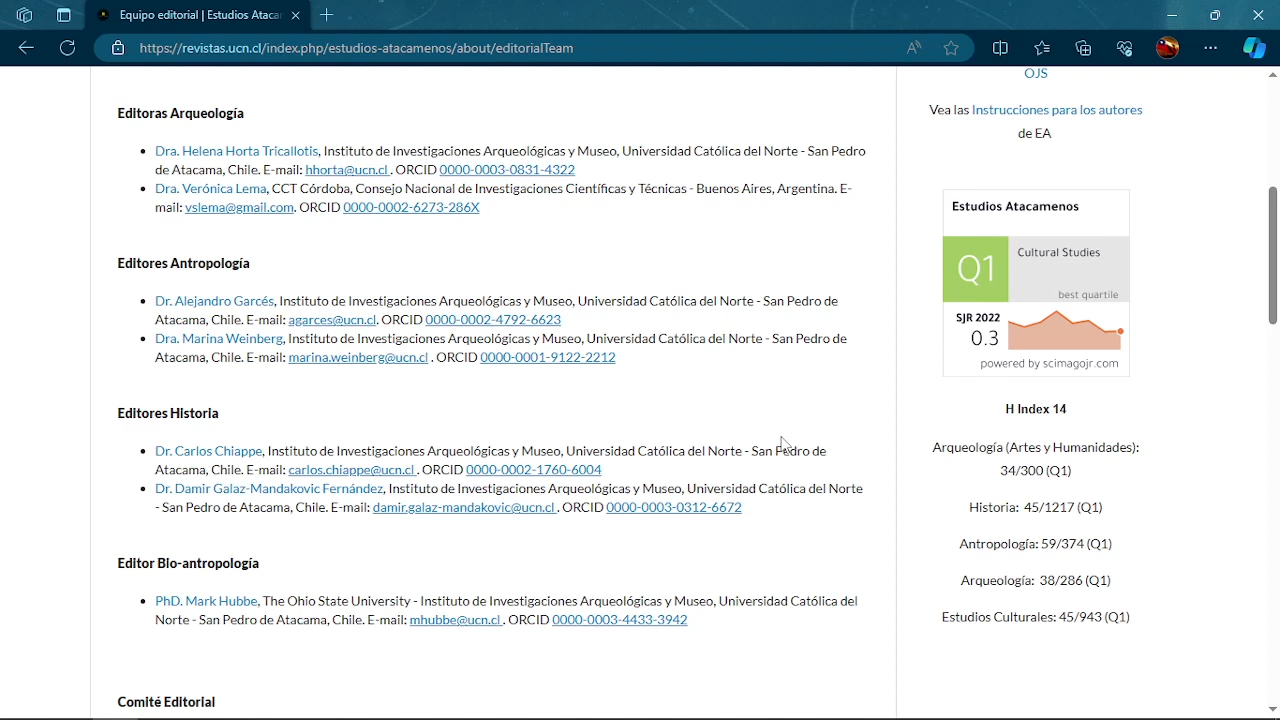 Equipo editorial | Estudios Atacar
https://revistas.ucn.cl/index.php/estudios-atacamenos/about/editorialTeam
Editoras Arqueología
Dra. Helena Horta Tricallotis, Instituto de Investigaciones Arqueológicas y Museo, Universidad Católica del Norte - San Pedro
de Atacama, Chile. E-mail: hhorta@ucn.cl . ORCID 0000-0003-0831-4322
Dra. Verónica Lema, CCT Córdoba, Consejo Nacional de Investigaciones Científicas y Técnicas - Buenos Aires, Argentina. E-
mail: vslema@gmail.com. ORCID 0000-0002-6273-286X
Editores Antropología
Dr. Alejandro Garcés, Instituto de Investigaciones Arqueológicas y Museo, Universidad Católica del Norte - San Pedro de
Atacama, Chile. E-mail: agarces@ucn.cl. ORCID 0000-0002-4792-6623
Dra. Marina Weinberg, Instituto de Investigaciones Arqueológicas y Museo, Universidad Católica del Norte - San Pedro de
Atacama, Chile. E-mail: marina.weinberg@ucn.cl . ORCID 0000-0001-9122-2212
Editores Historia
Dr. Carlos Chiappe, Instituto de Investigaciones Arqueológicas y Museo, Universidad Católica del Norte - San Pedro de
Atacama, Chile. E-mail: carlos.chiappe@ucn.cl . ORCID 0000-0002-1760-6004
Dr. Damir Galaz-Mandakovic Fernández, Instituto de Investigaciones Arqueológicas y Museo, Universidad Católica del Norte
- San Pedro de Atacama, Chile. E-mail: damir.galaz-mandakovic@ucn.cl . ORCID 0000-0003-0312-6672
Editor Bio-antropología
PhD. Mark Hubbe, The Ohio State University - Instituto de Investigaciones Arqueológicas y Museo, Universidad Católica del
Norte - San Pedro de Atacama, Chile. E-mail: mhubbe@ucn.cl . ORCID 0000-0003-4433-3942
Comité Editorial
OJS
Vea las Instrucciones para los autores
de EA
Estudios Atacamenos
Q1
Cultural Studies
best quartile
SJR 2022
0.3
powered by scimagojr.com
H Index 14
Arqueología (Artes y Humanidades):
34/300 (Q1)
Historia: 45/1217 (Q1)
Antropología: 59/374 (Q1)
Arqueología: 38/286 (Q1)
Estudios Culturales: 45/943 (Q1)